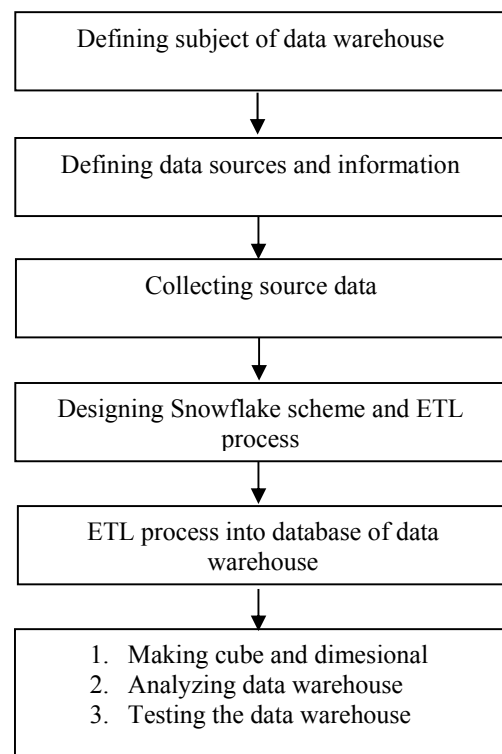 Defining subject of data warehouse
Defining data sources and information
Collecting source data
Designing Snowflake scheme and ETL
process
ETL process into database of data
warehouse
1. Making cube and dimesional
2. Analyzing data warehouse
3. Testing the data warehouse